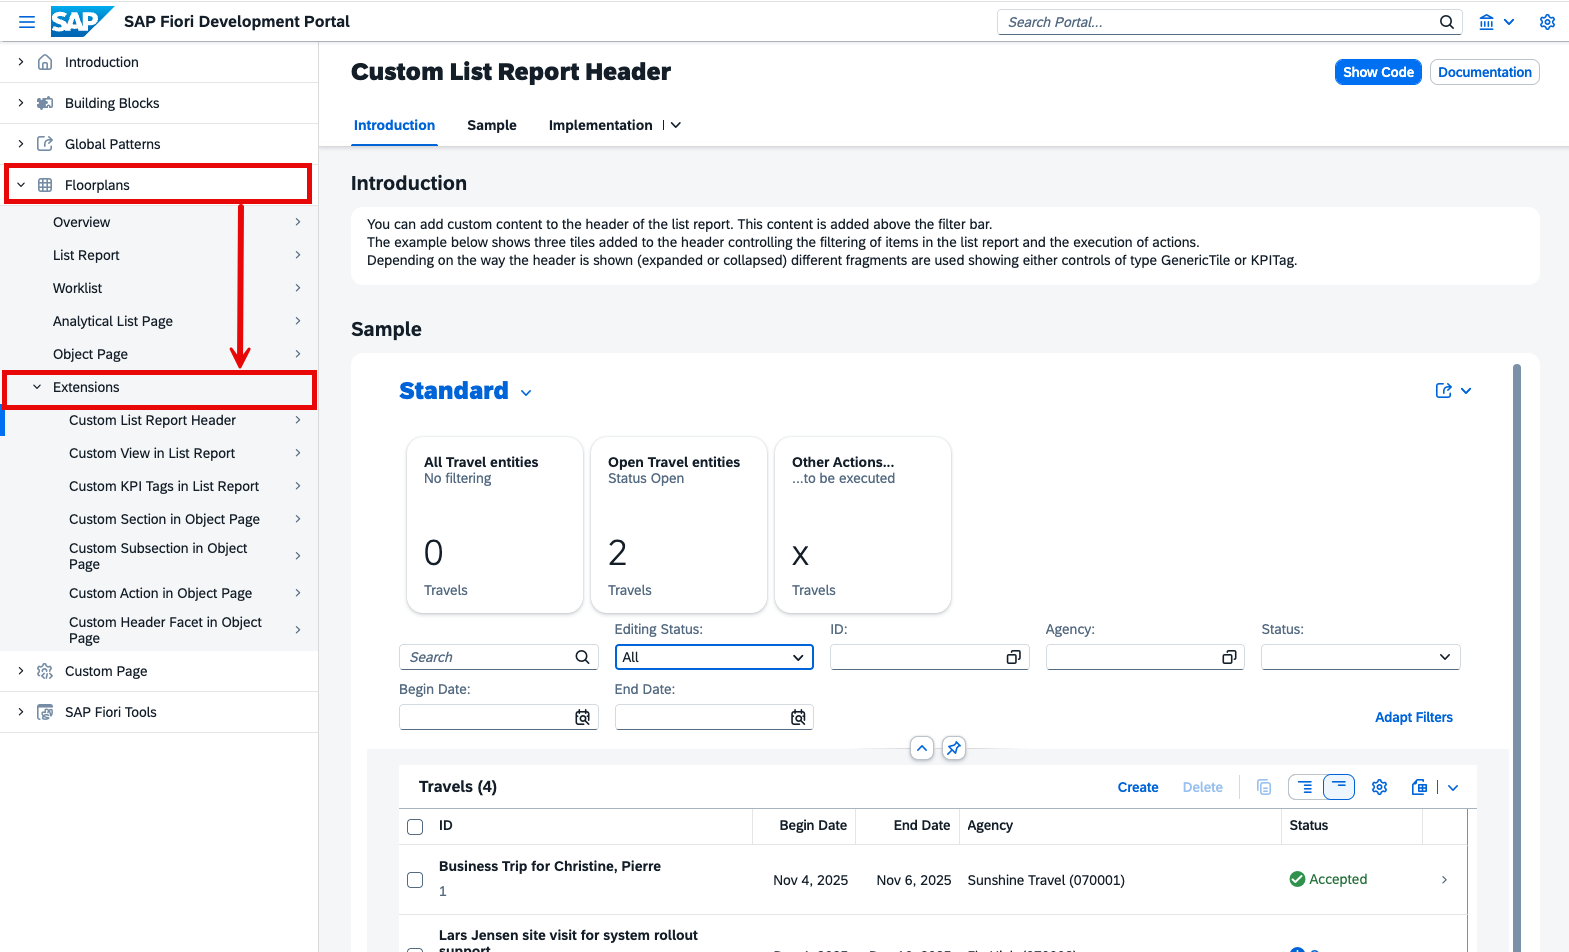 SAP SAP Fiori Development Portal
Search Portal...
Introduction
Building Blocks
Global Patterns
Floorplans
Overview
List Report
Worklist
Analytical List Page
Object Page
Extensions
Custom List Report Header
Custom View in List Report
Custom KPI Tags in List Report
Custom Section in Object Page
Custom Subsection in Object
Page
Custom Action in Object Page
Custom Header Facet in Object
Page
Custom Page
SAP Fiori Tools
Custom List Report Header
Show Code
Documentation
Introduction
Sample
Implementation
Introduction
You can add custom content to the header of the list report. This content is added above the filter bar.
The example below shows three tiles added to the header controlling the filtering of items in the list report and the execution of actions.
Depending on the way the header is shown (expanded or collapsed) different fragments are used showing either controls of type GenericTile or KPITag.
Sample
Standard
All Travel entities
No filtering
0
Travels
Open Travel entities
Status Open
2
Travels
Other Actions...
...to be executed
x
Travels
Search
Editing Status:
All
ID:
Agency:
Status:
Begin Date:
End Date:
Adapt Filters
Travels (4)
Create
Delete
ID
Begin Date
End Date
Agency
Status
Business Trip for Christine, Pierre
1
Nov 4, 2025
Nov 6, 2025
Sunshine Travel (070001)
Accepted
Lars Jensen site visit for system rollout
support